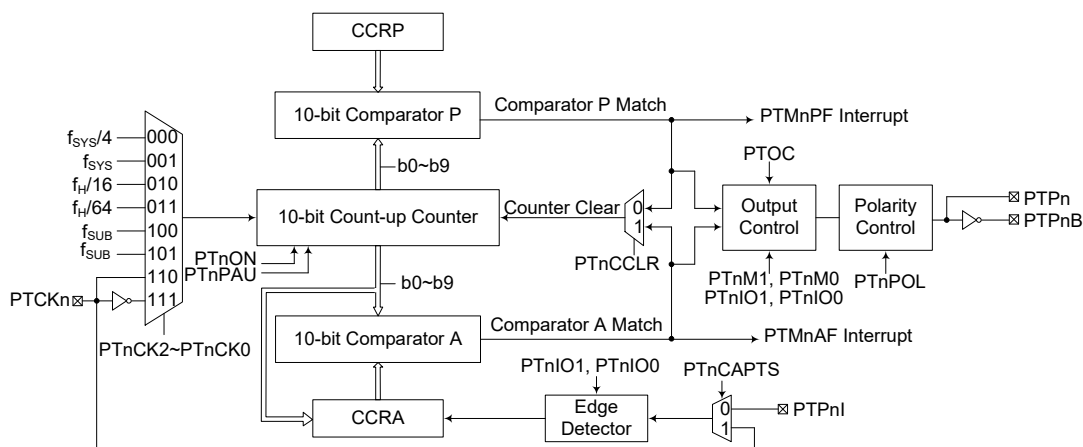 CCRP
10-bit Comparator P
Comparator P Match
PTMnPF Interrupt
b0~b9
PTOC
fSYS/4
000
fSYS
001
fH/16
010
fH/64
011
fSUB
100
fSUB
101
110
111
PTCKn
PTnCK2~PTnCK0
10-bit Count-up Counter
PTnON
PTnPAU
Counter Clear
0
1
PTnCCLR
Output
Control
Polarity
Control
PTPn
PTPnB
PTnM1, PTnM0
PTnIO1, PTnIO0
PTnPOL
b0~b9
10-bit Comparator A
Comparator A Match
PTMnAF Interrupt
PTnIO1, PTnIO0
PTnCAPTS
CCRA
Edge
Detector
0
1
PTPnI